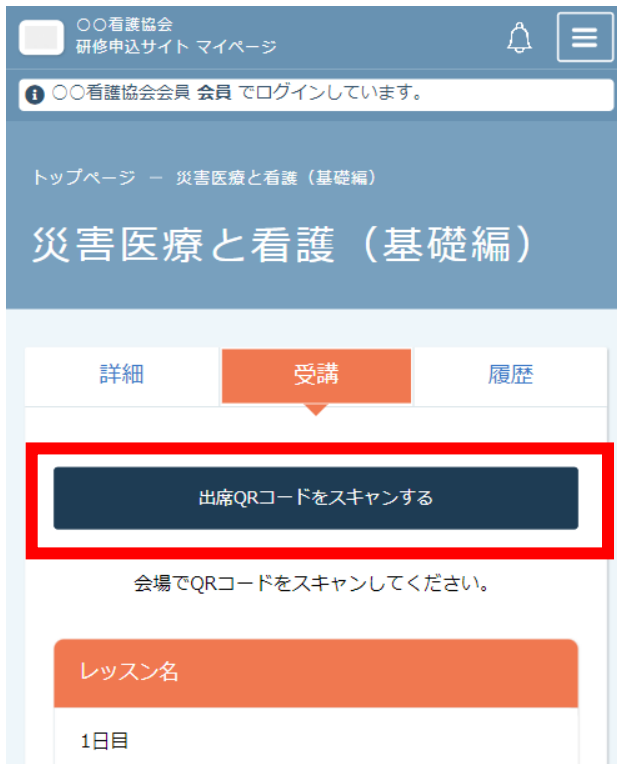 〇〇看護協会
研修申込サイト マイページ
〇〇看護協会会員 会員 でログインしています。
トップページ － 災害医療と看護（基礎編）
災害医療と看護（基礎編）
詳細 受講 履歴
出席QRコードをスキャンする
会場でQRコードをスキャンしてください。
レッスン名
1日目